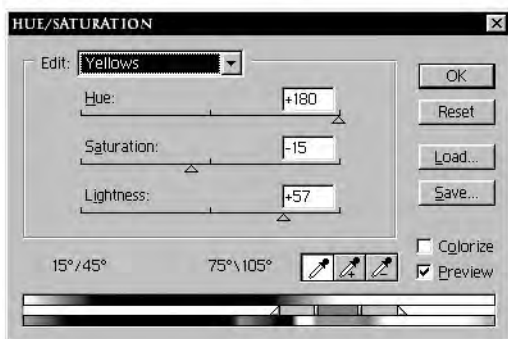 HUE/SATURATION
Edit: Yellows
OK
Hue: +180
Reset
Saturation: -15
Load...
Lightness: +57
Save...
Colorize
15°/45° 75°\105°
Preview